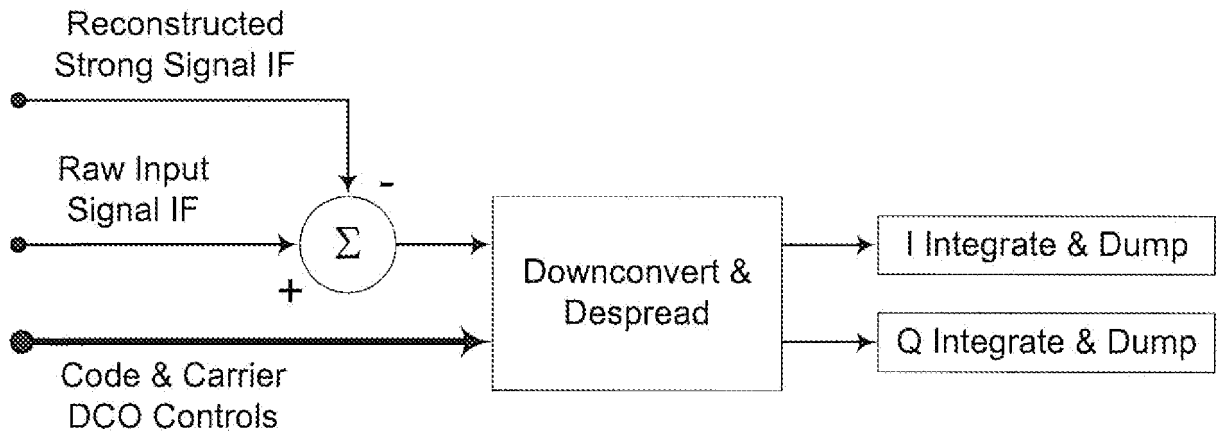 Reconstructed
Strong Signal IF
Raw Input
Signal IF
-
Σ
+
Downconvert &
Despread
I Integrate & Dump
Q Integrate & Dump
Code & Carrier
DCO Controls